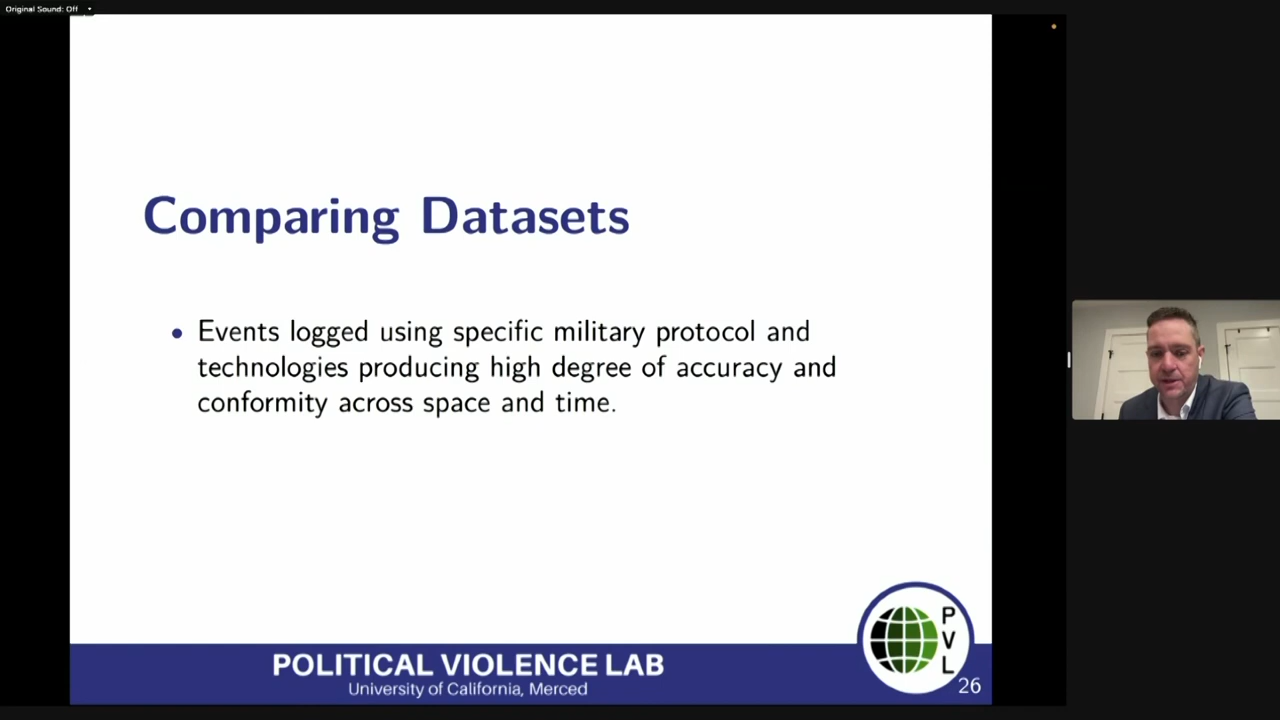 Original Sound: Off
Comparing Datasets
• Events logged using specific military protocol and
technologies producing high degree of accuracy and
conformity across space and time.
POLITICAL VIOLENCE LAB
University of California, Merced
P
V
L
26